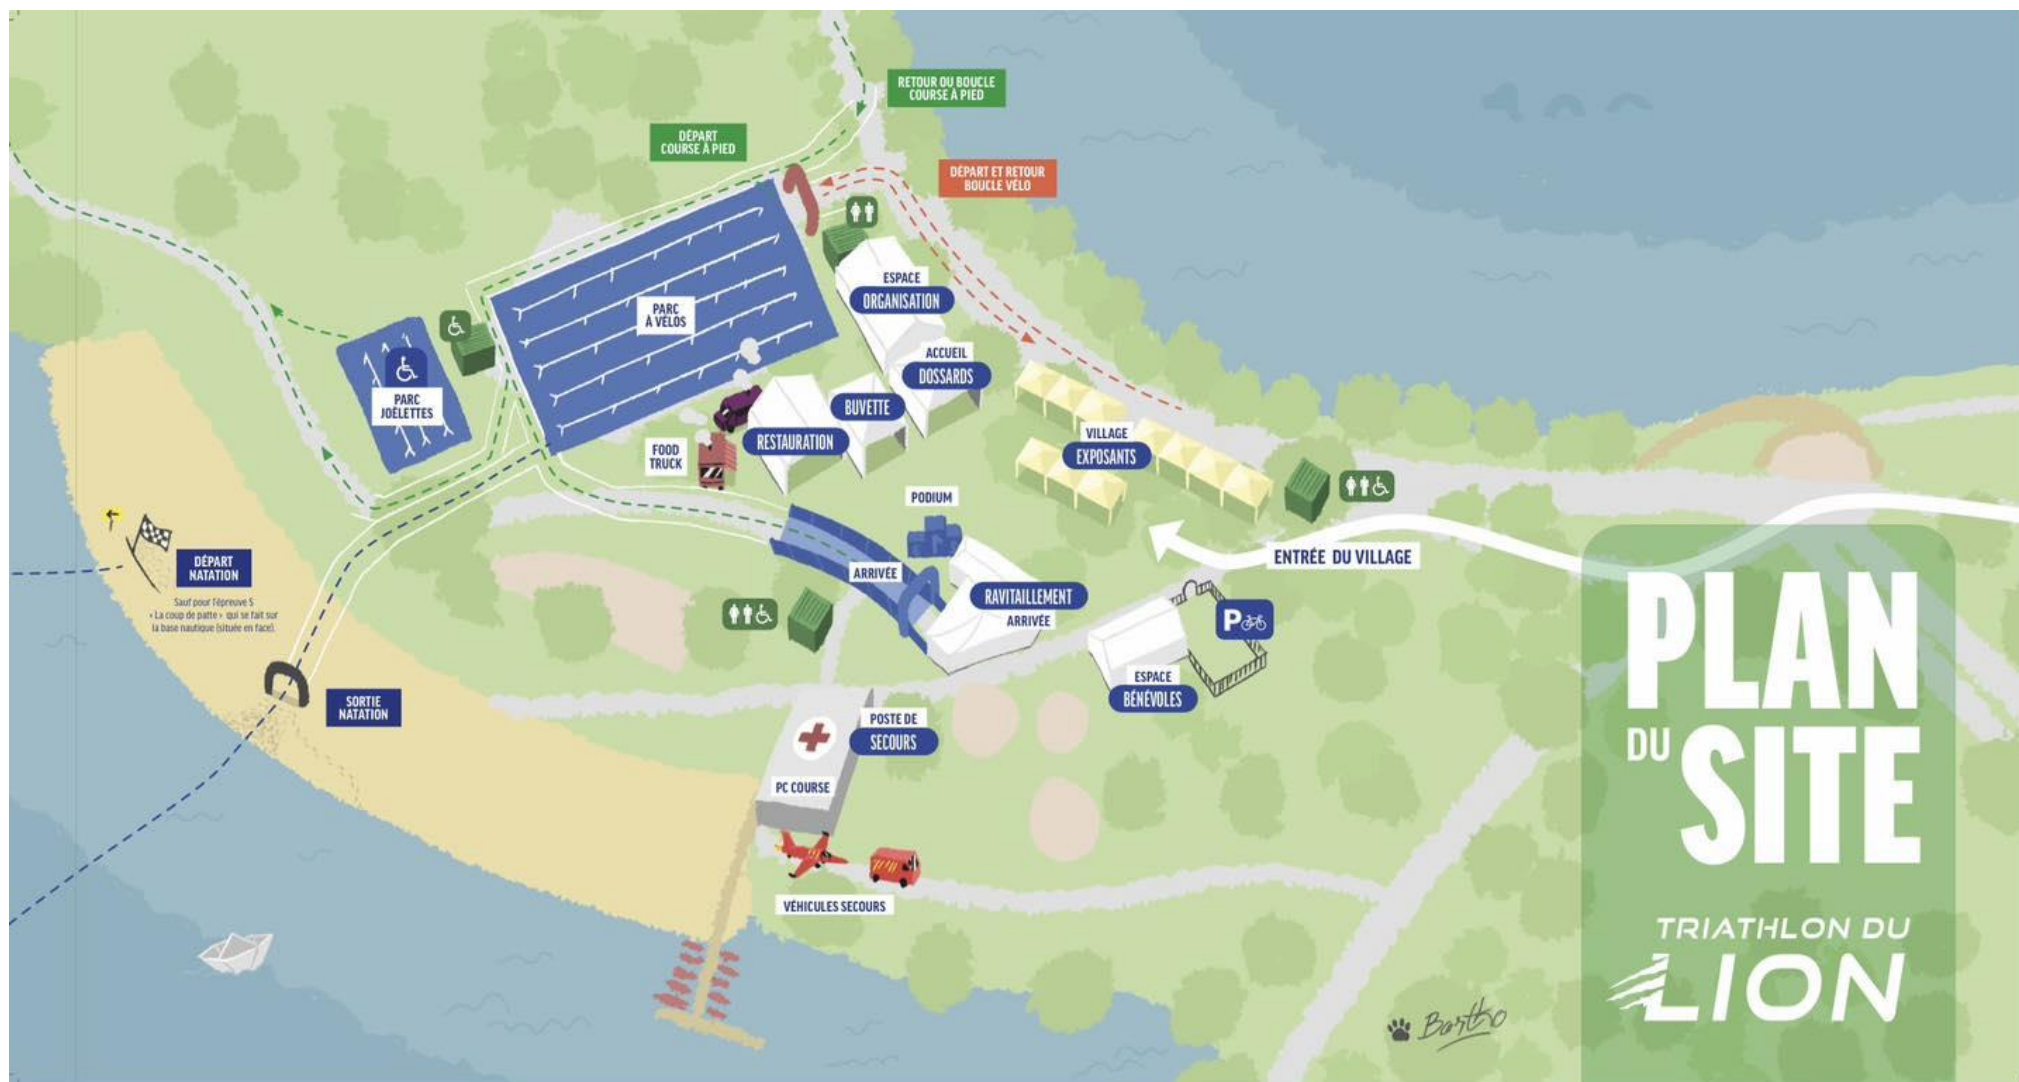 RETOUR OU BOUCLE
COURSE À PIED
DÉPART
COURSE À PIED
DÉPART ET RETOUR
BOUCLE VÉLO
ESPACE
ORGANISATION
PARC
À VÉLOS
ACCUEIL
DOSSARDS
PARC
JOËLETTES
BUVETTE
RESTAURATION
FOOD
TRUCK
VILLAGE
EXPOSANTS
PODIUM
ENTRÉE DU VILLAGE
DÉPART
NATATION
Sauf pour l'épreuve S
« La coup de patte » qui se fait sur
la base nautique (située en face).
ARRIVÉE
RAVITAILLEMENT
ARRIVÉE
P
ESPACE
BÉNÉVOLES
SORTIE
NATATION
POSTE DE
SECOURS
PC COURSE
VÉHICULES SECOURS
PLAN
DU SITE
TRIATHLON DU
LION
Bartko